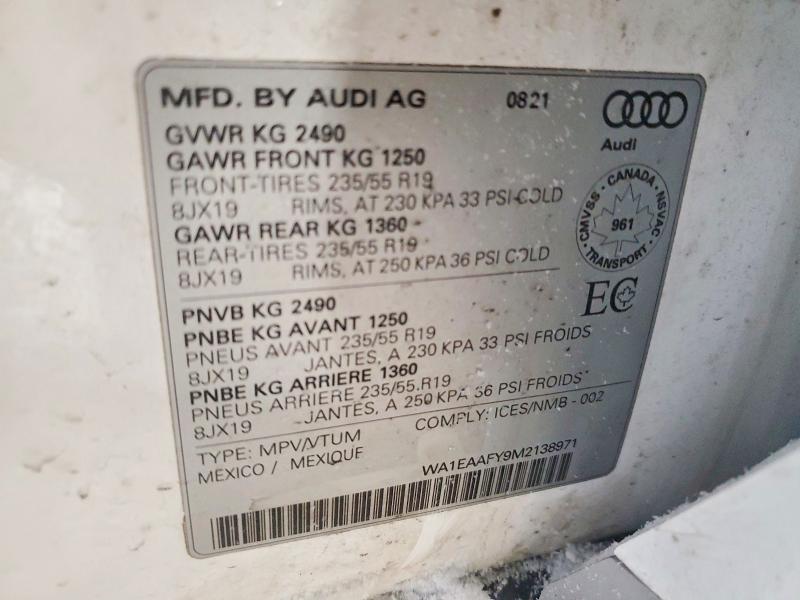 MFD. BY AUDI AG 0821
Audi
GVWR KG 2490
GAWR FRONT KG 1250
FRONT-TIRES 235/55 R19
8JX19 RIMS, AT 230 KPA 33 PSI COLD
GAWR REAR KG 1360
REAR-TIRES 235/55 R19
8JX19 RIMS, AT 250 KPA 36 PSI COLD
CMVSS · CANADA · NSVAC · TRANSPORT ·
961
EC
PNVB KG 2490
PNBE KG AVANT 1250
PNEUS AVANT 235/55 R19
8JX19 JANTES, A 230 KPA 33 PSI FROIDS
PNBE KG ARRIERE 1360
PNEUS ARRIERE 235/55 R19
8JX19 JANTES, A 250 KPA 36 PSI FROIDS
COMPLY: ICES/NMB - 002
TYPE: MPV/VTUM
MEXICO / MEXIQUE
WA1EAAFY9M2138971